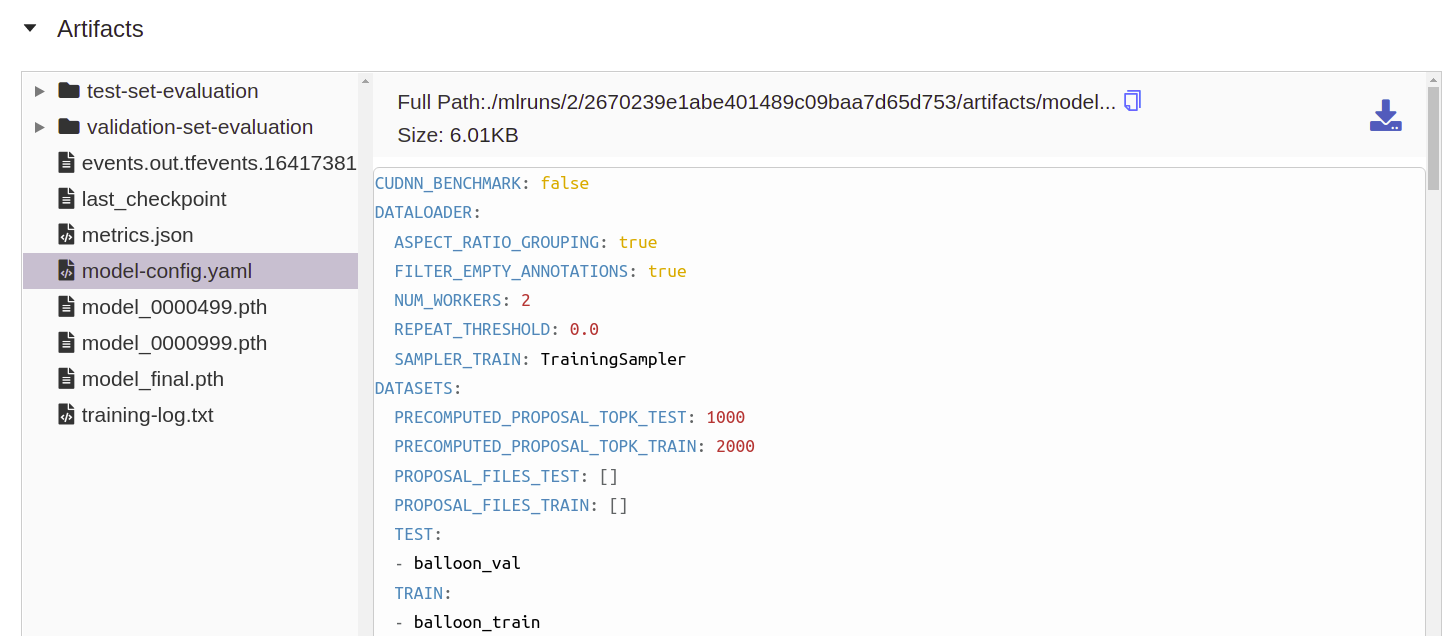 Artifacts
test-set-evaluation
validation-set-evaluation
events.out.tfevents.16417381
last_checkpoint
metrics.json
model-config.yaml
model_0000499.pth
model_0000999.pth
model_final.pth
training-log.txt
Full Path:./mlruns/2/2670239e1abe401489c09baa7d65d753/artifacts/model...
Size: 6.01KB
CUDNN_BENCHMARK: false
DATALOADER:
  ASPECT_RATIO_GROUPING: true
  FILTER_EMPTY_ANNOTATIONS: true
  NUM_WORKERS: 2
  REPEAT_THRESHOLD: 0.0
  SAMPLER_TRAIN: TrainingSampler
DATASETS:
  PRECOMPUTED_PROPOSAL_TOPK_TEST: 1000
  PRECOMPUTED_PROPOSAL_TOPK_TRAIN: 2000
  PROPOSAL_FILES_TEST: []
  PROPOSAL_FILES_TRAIN: []
  TEST:
  - balloon_val
  TRAIN:
  - balloon_train